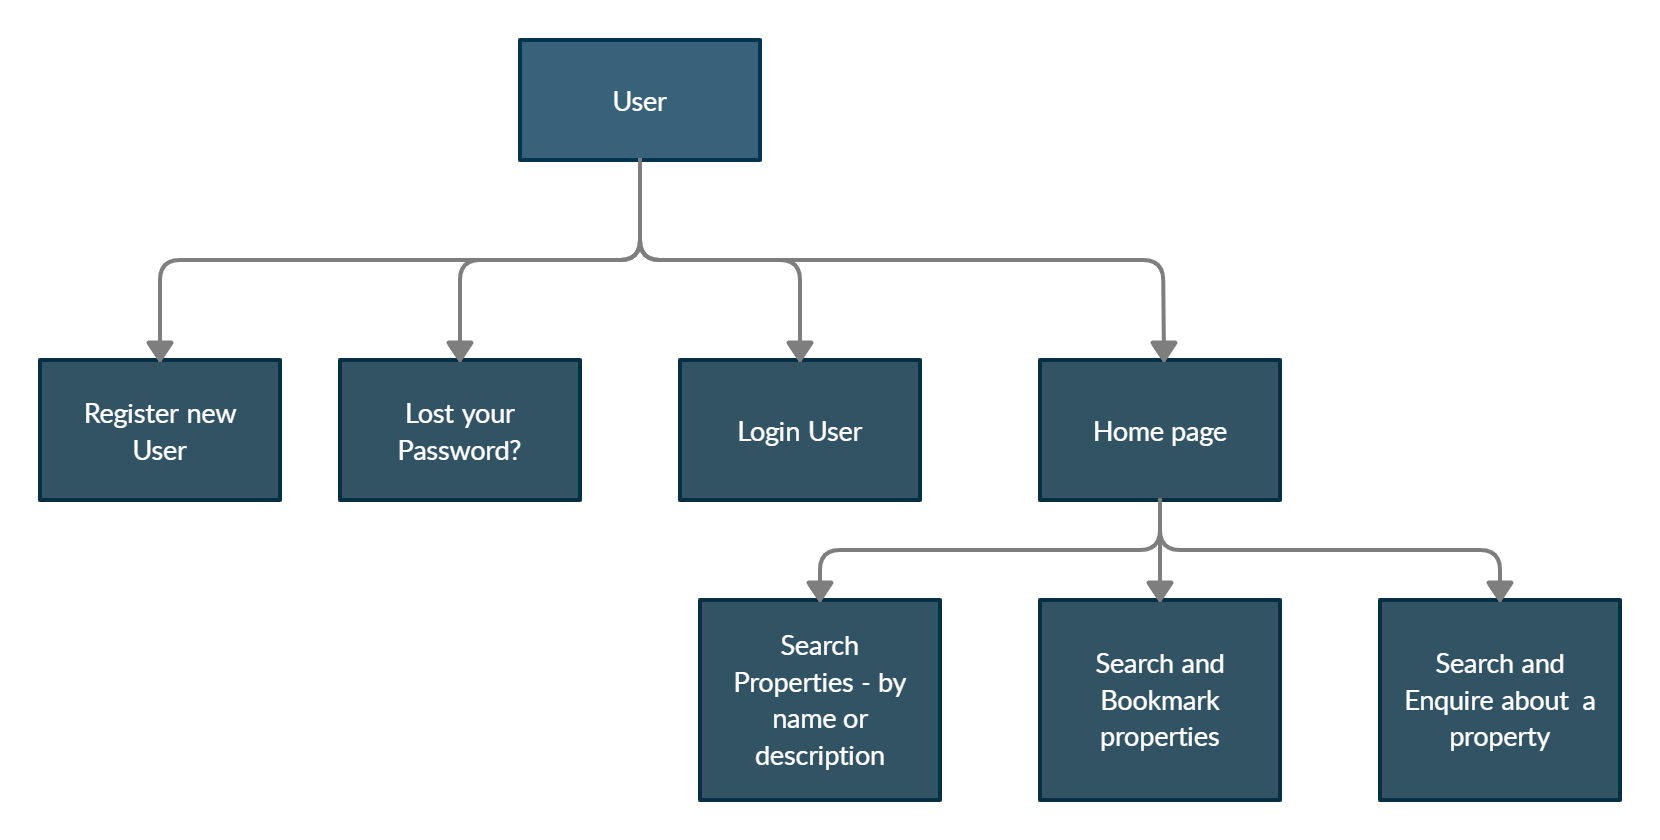 User
Register new
User
Lost your
Password?
Login User
Home page
Search
Properties - by
name or
description
Search and
Bookmark
properties
Search and
Enquire about  a
property